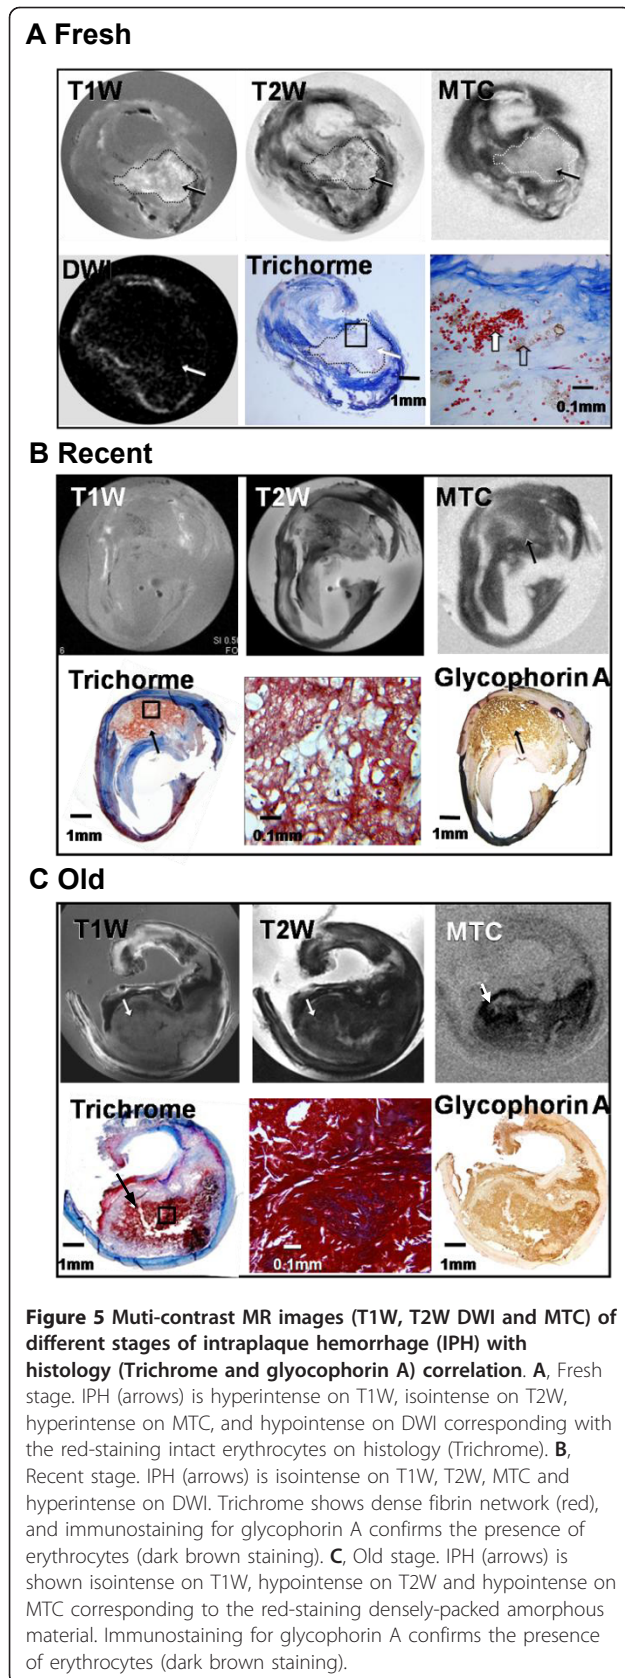 A Fresh
T1W
T2W
MTC
DWI
Trichorme
1mm
0.1mm
B Recent
T1W
T2W
MTC
6
SI 0.50
FO
Trichorme
Glycophorin A
1mm
0.1mm
1mm
C Old
T1W
T2W
MTC
Trichrome
Glycophorin A
1mm
0.1mm
1mm
Figure 5 Muti-contrast MR images (T1W, T2W DWI and MTC) of
different stages of intraplaque hemorrhage (IPH) with
histology (Trichrome and glyocophorin A) correlation. A, Fresh
stage. IPH (arrows) is hyperintense on T1W, isointense on T2W,
hyperintense on MTC, and hypointense on DWI corresponding with
the red-staining intact erythrocytes on histology (Trichrome). B,
Recent stage. IPH (arrows) is isointense on T1W, T2W, MTC and
hyperintense on DWI. Trichrome shows dense fibrin network (red),
and immunostaining for glycophorin A confirms the presence of
erythrocytes (dark brown staining). C, Old stage. IPH (arrows) is
shown isointense on T1W, hypointense on T2W and hypointense on
MTC corresponding to the red-staining densely-packed amorphous
material. Immunostaining for glycophorin A confirms the presence
of erythrocytes (dark brown staining).